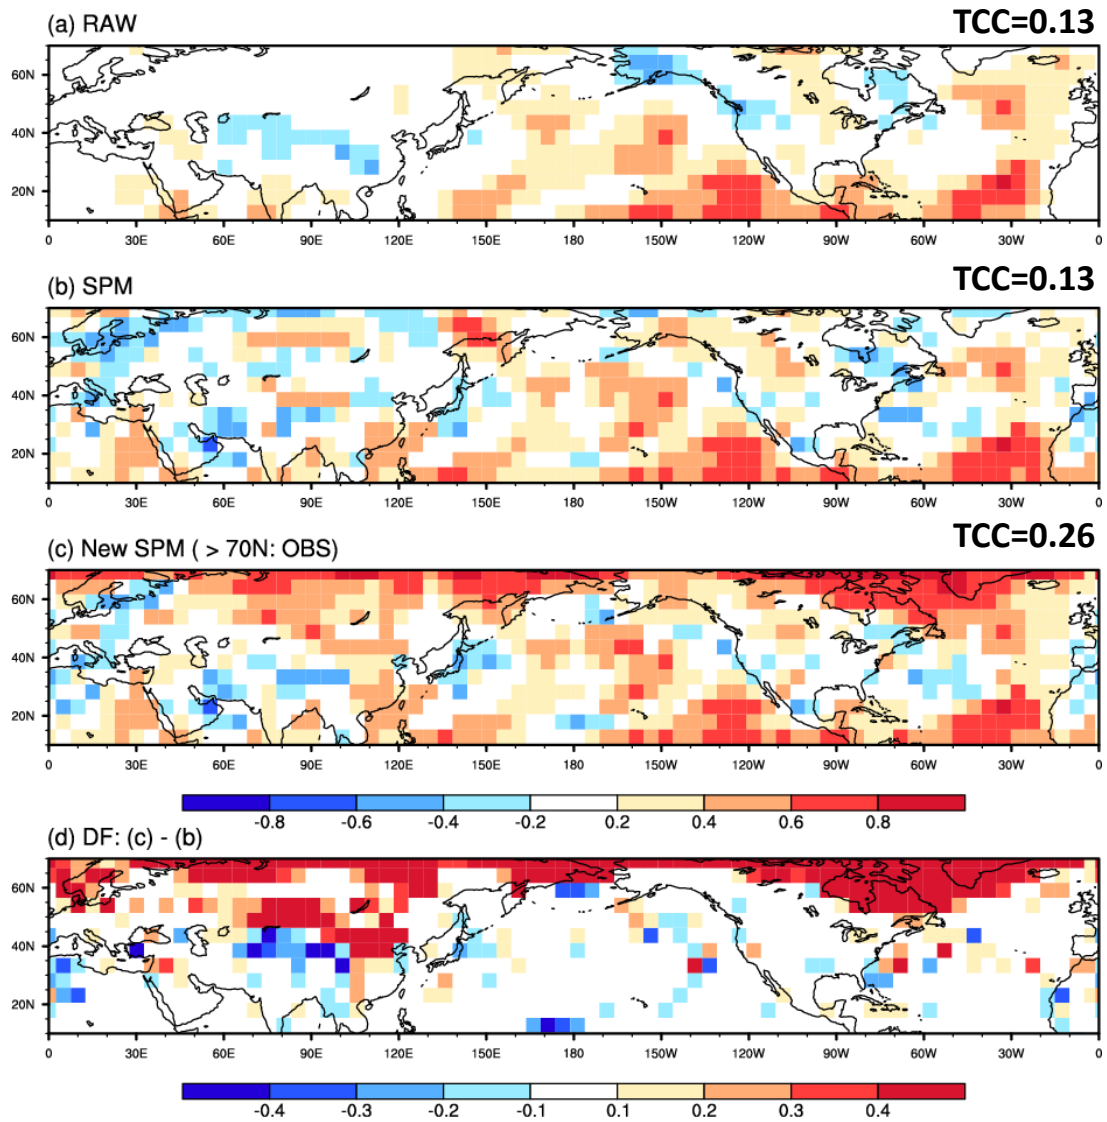 (a) RAW TCC=0.13
60N
40N
20N
0 30E 60E 90E 120E 150E 180 150W 120W 90W 60W 30W 0
(b) SPM TCC=0.13
60N
40N
20N
0 30E 60E 90E 120E 150E 180 150W 120W 90W 60W 30W 0
(c) New SPM ( > 70N: OBS) TCC=0.26
60N
40N
20N
0 30E 60E 90E 120E 150E 180 150W 120W 90W 60W 30W 0
-0.8 -0.6 -0.4 -0.2 0.2 0.4 0.6 0.8
(d) DF: (c) - (b)
60N
40N
20N
0 30E 60E 90E 120E 150E 180 150W 120W 90W 60W 30W 0
-0.4 -0.3 -0.2 -0.1 0.1 0.2 0.3 0.4